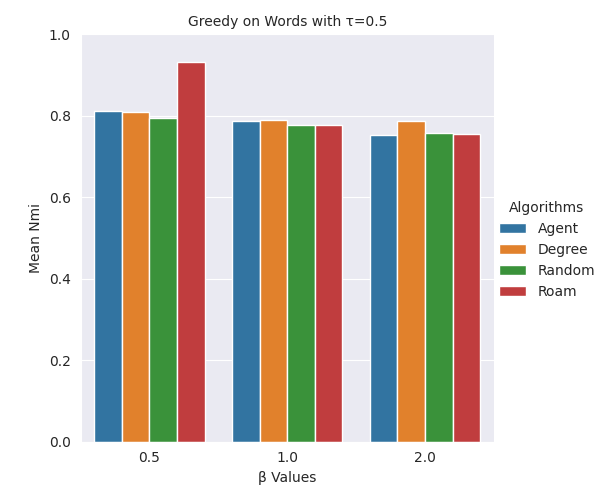 Greedy on Words with τ=0.5
1.0
0.8
0.6
0.4
0.2
0.0
Mean Nmi
0.5
1.0
2.0
β Values
Algorithms
Agent
Degree
Random
Roam